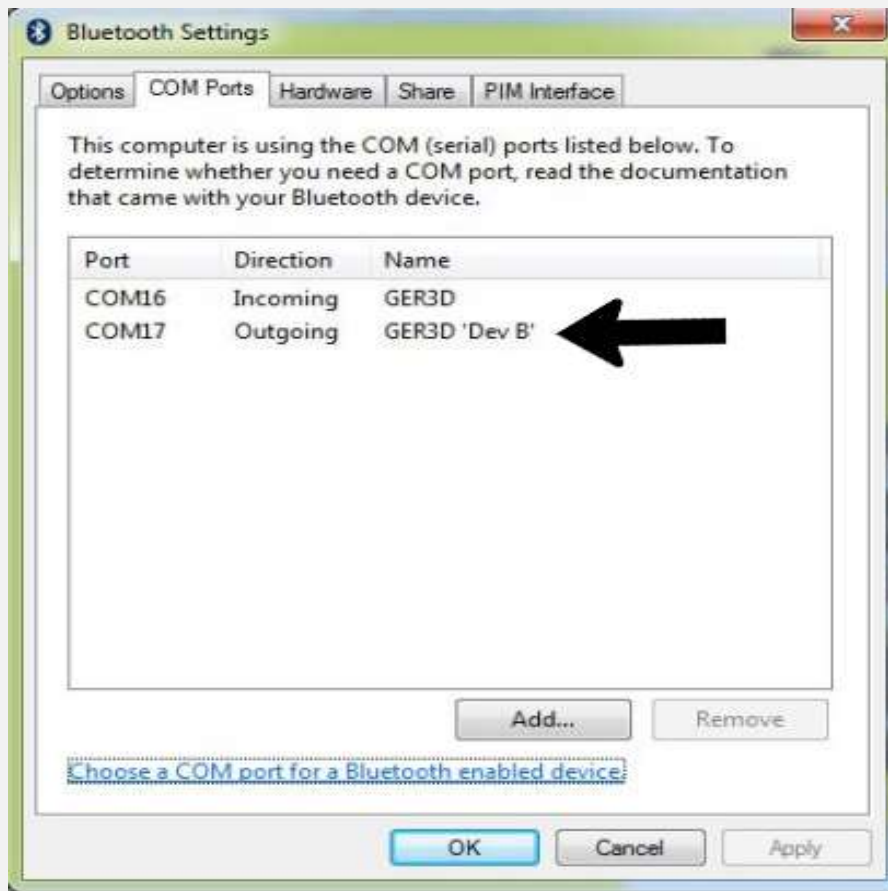 Bluetooth Settings
Options COM Ports Hardware Share PIM Interface
This computer is using the COM (serial) ports listed below. To
determine whether you need a COM port, read the documentation
that came with your Bluetooth device.
Port Direction Name
COM16 Incoming GER3D
COM17 Outgoing GER3D 'Dev B'
Add... Remove
Choose a COM port for a Bluetooth enabled device.
OK Cancel Apply